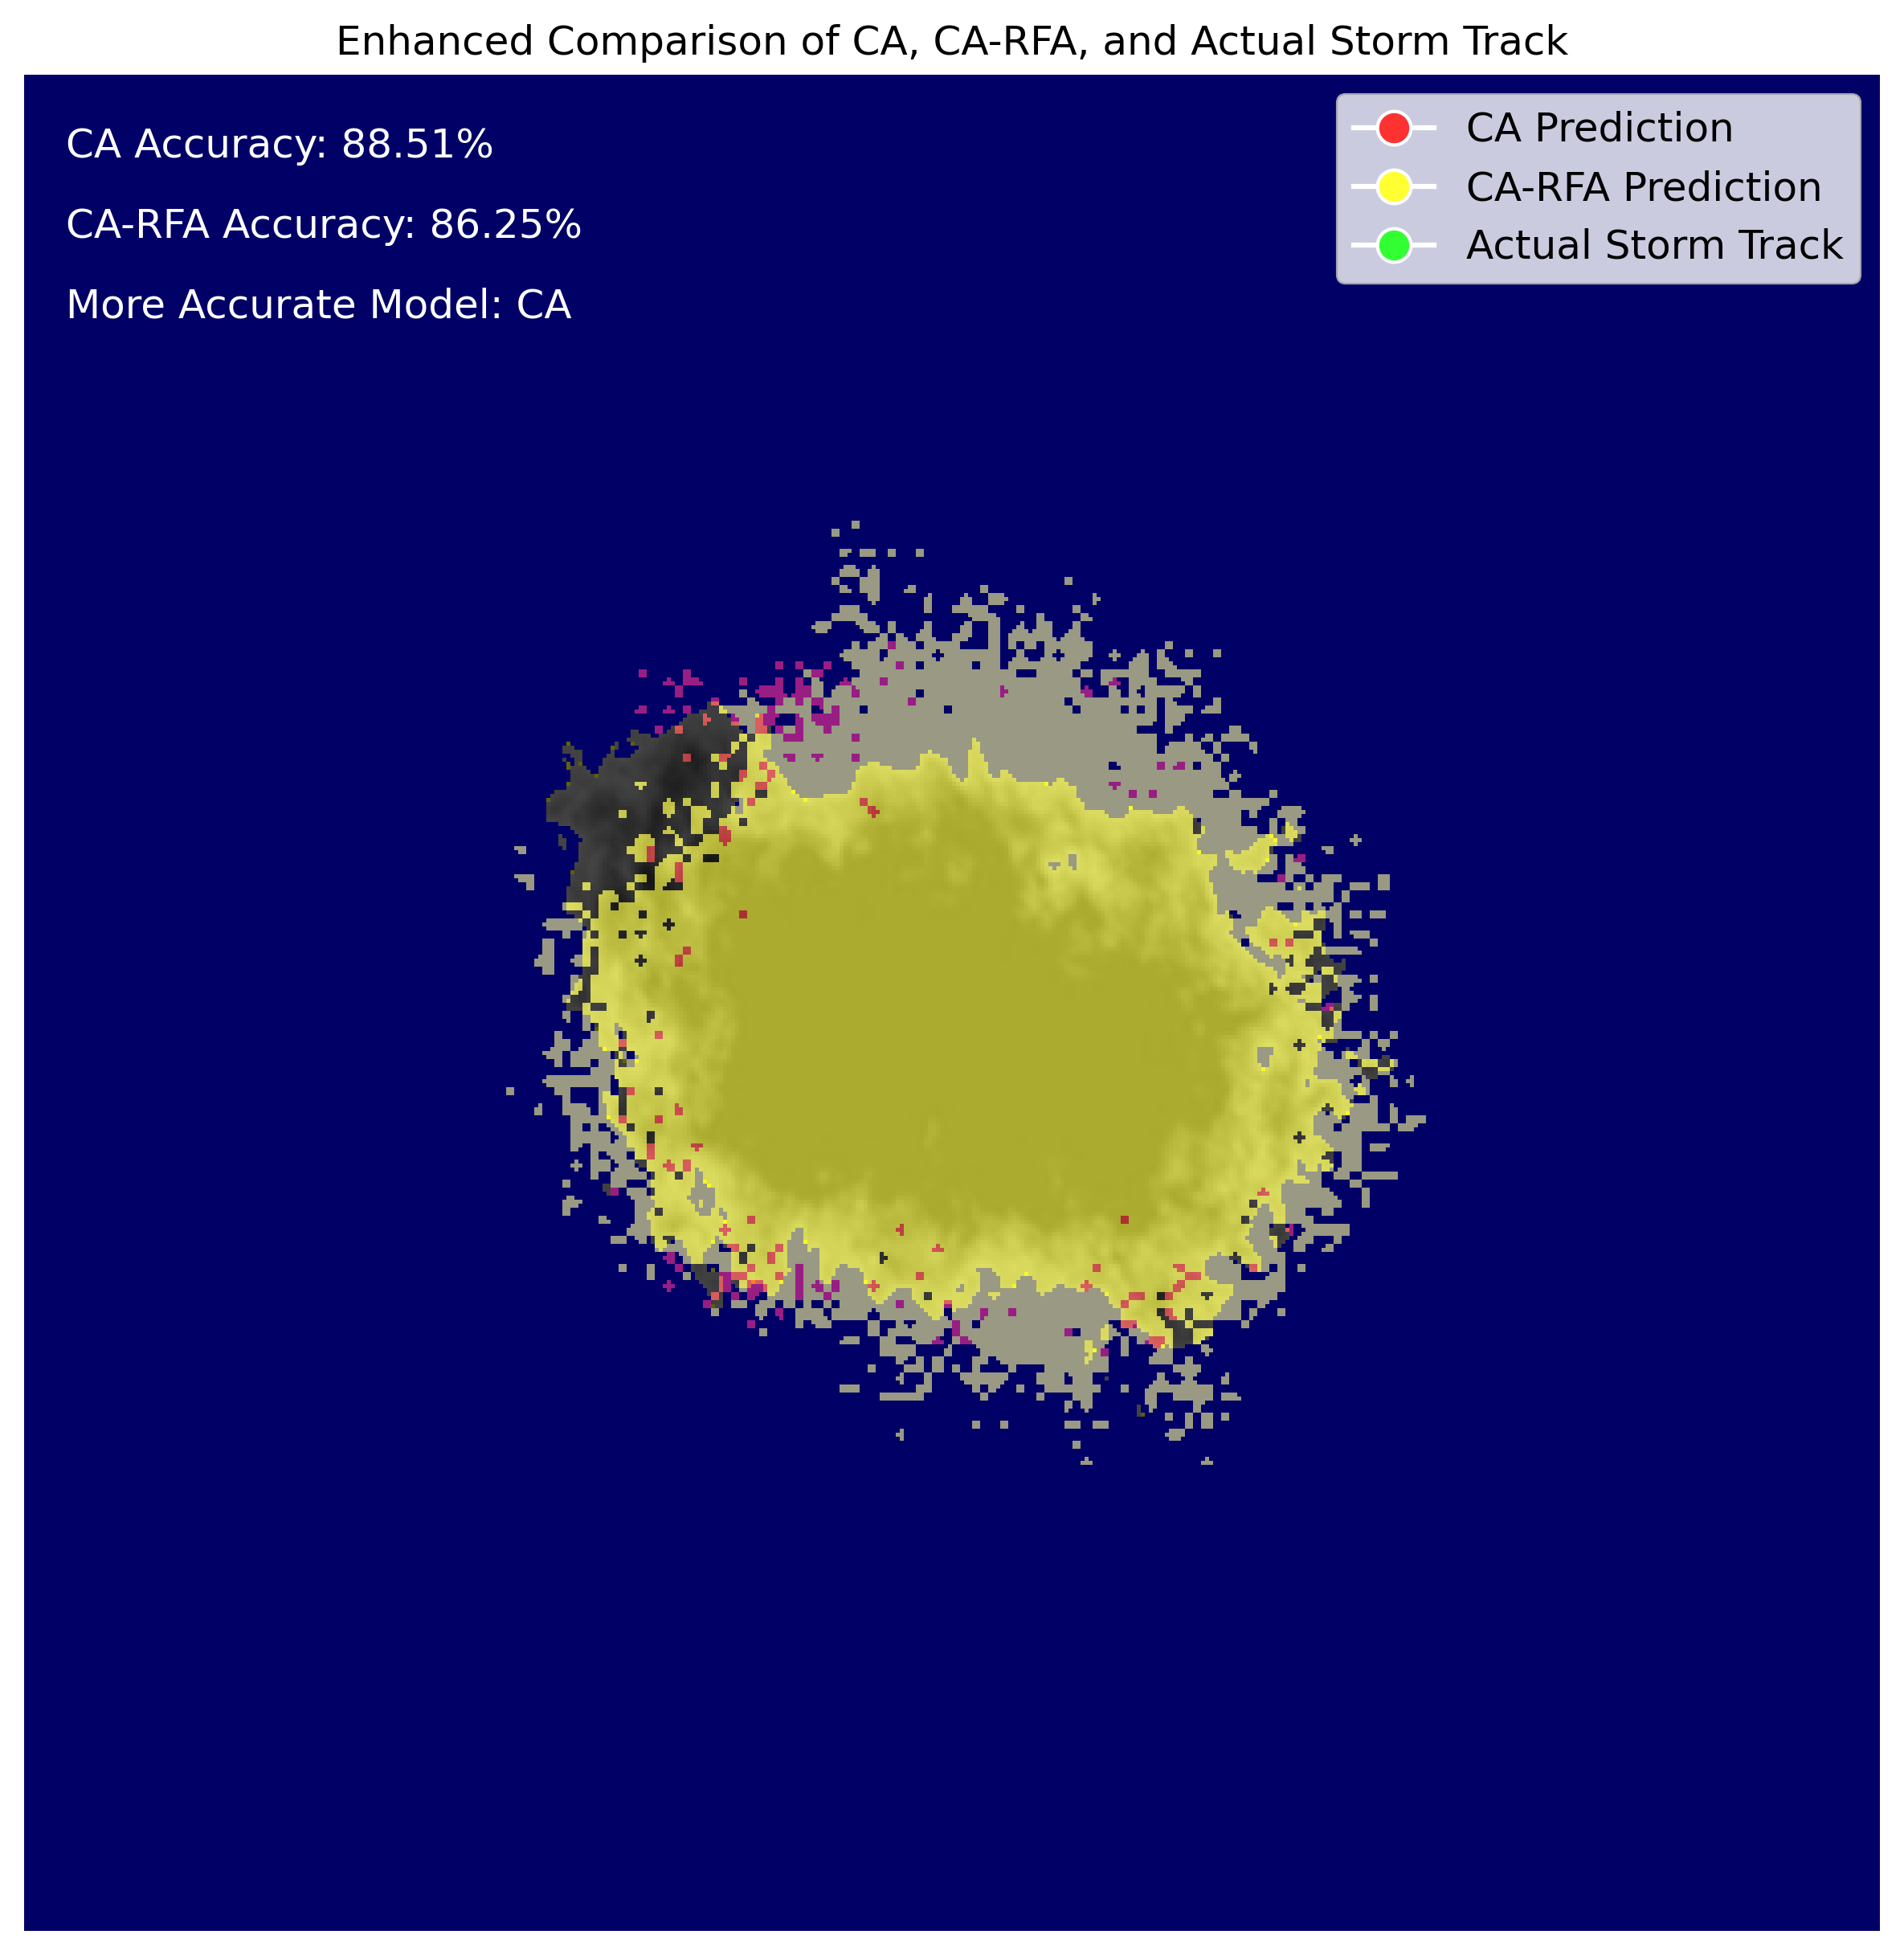 Enhanced Comparison of CA, CA-RFA, and Actual Storm Track
CA Accuracy: 88.51%
CA-RFA Accuracy: 86.25%
More Accurate Model: CA
CA Prediction
CA-RFA Prediction
Actual Storm Track